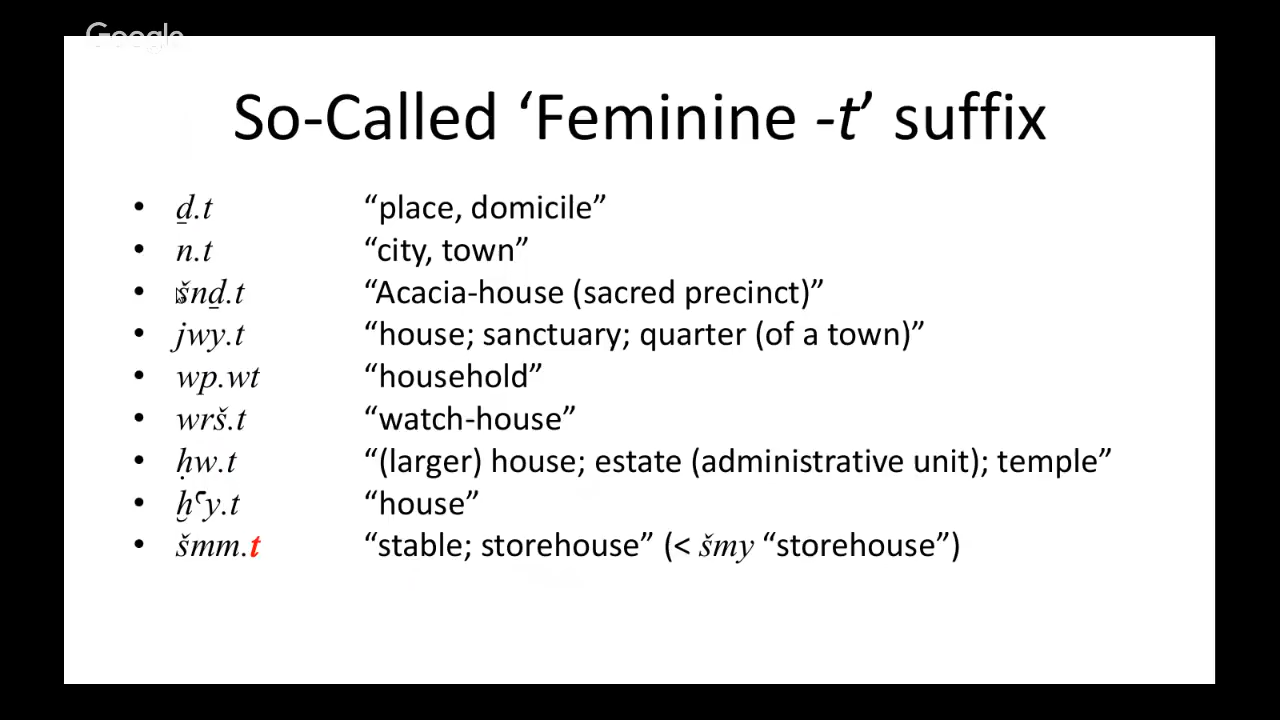 Google
So-Called ‘Feminine -t’ suffix
• ḏ.t “place, domicile”
• n.t “city, town”
• šnḏ.t “Acacia-house (sacred precinct)”
• jwy.t “house; sanctuary; quarter (of a town)”
• wp.wt “household”
• wrš.t “watch-house”
• ḥw.t “(larger) house; estate (administrative unit); temple”
• ẖꜥy.t “house”
• šmm.t “stable; storehouse” (< šmy “storehouse”)